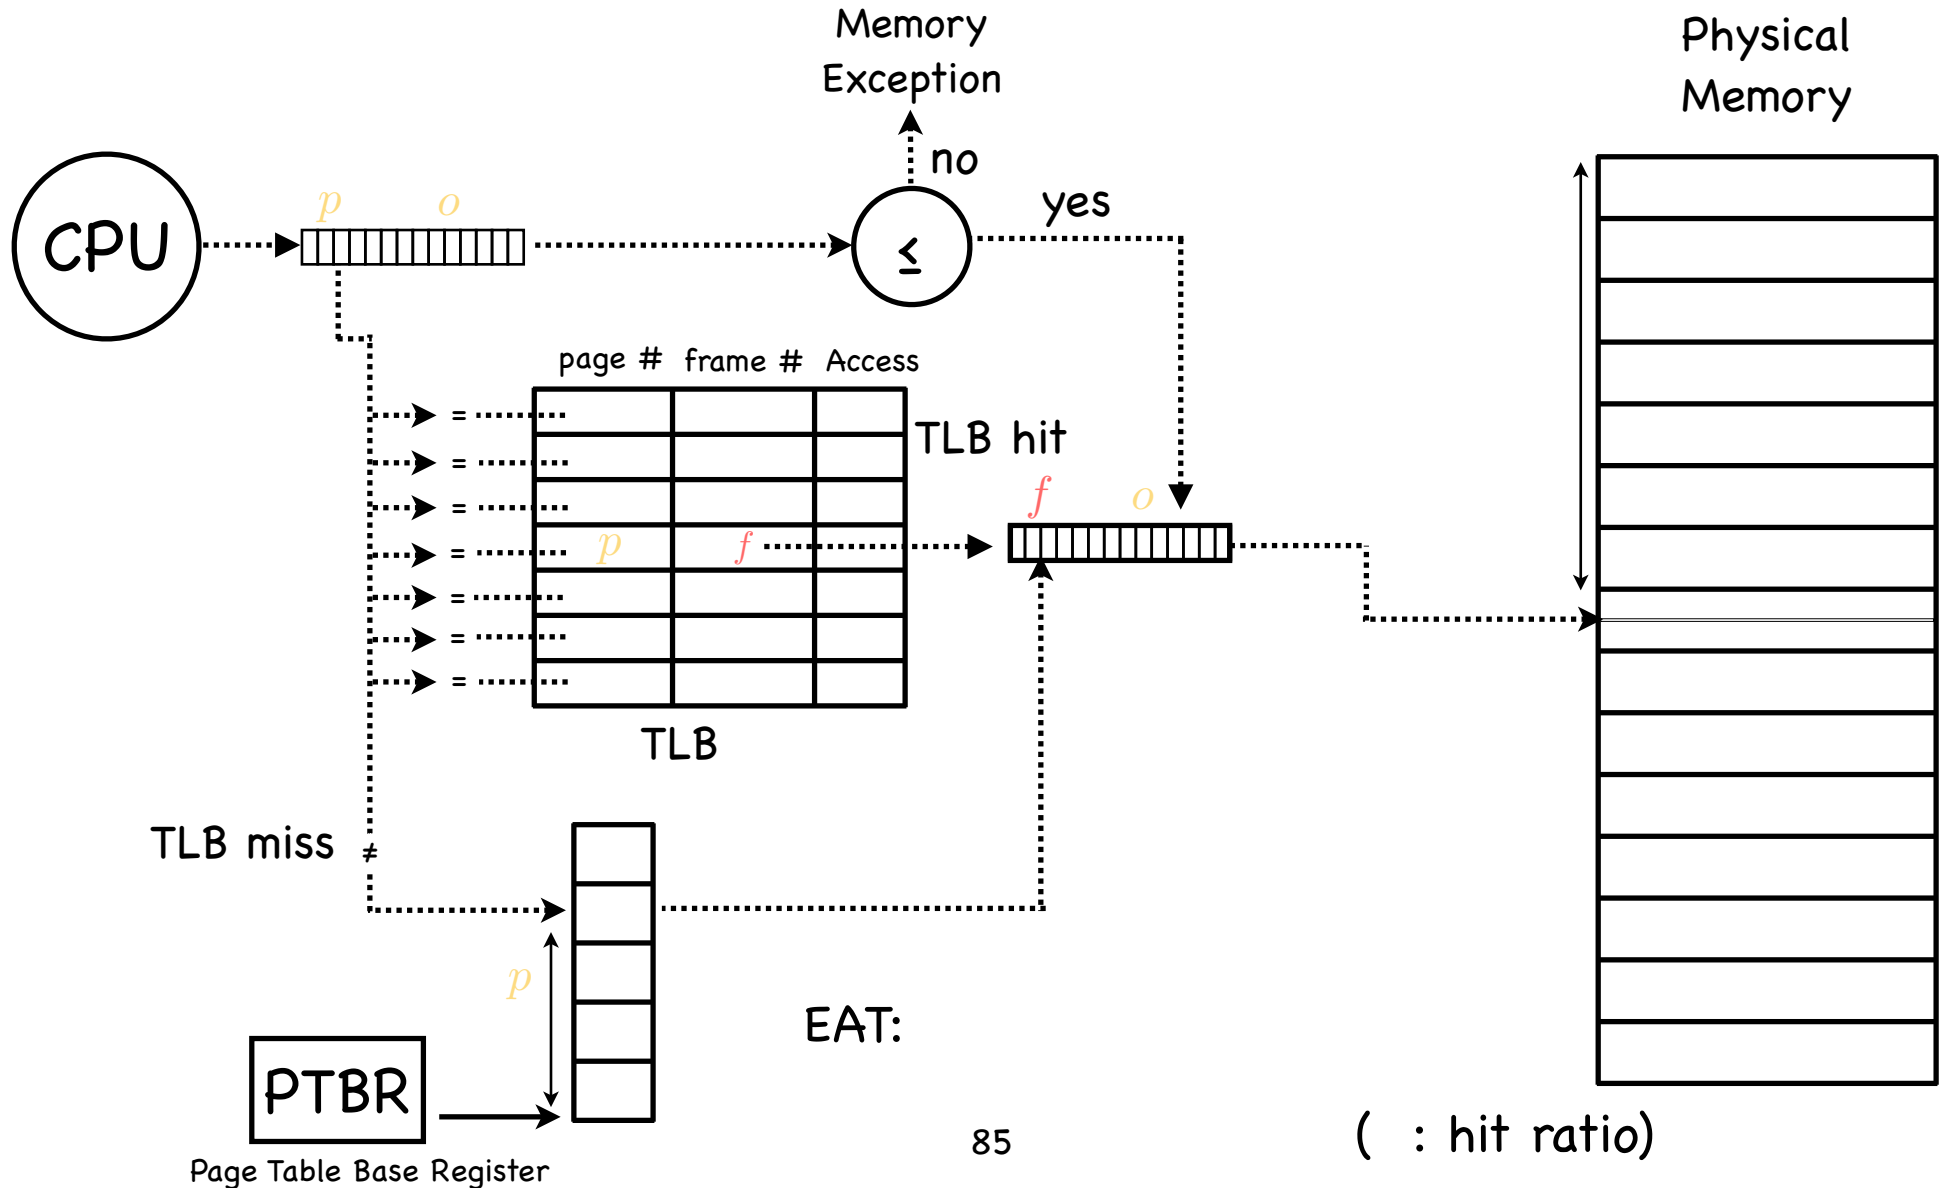 Memory
Exception
Physical
Memory
no
yes
CPU
p o
≤
page # frame # Access
=
=
=
=
=
=
=
TLB hit
f o
p f
TLB
TLB miss ≠
p
EAT:
PTBR
Page Table Base Register
85
( : hit ratio)